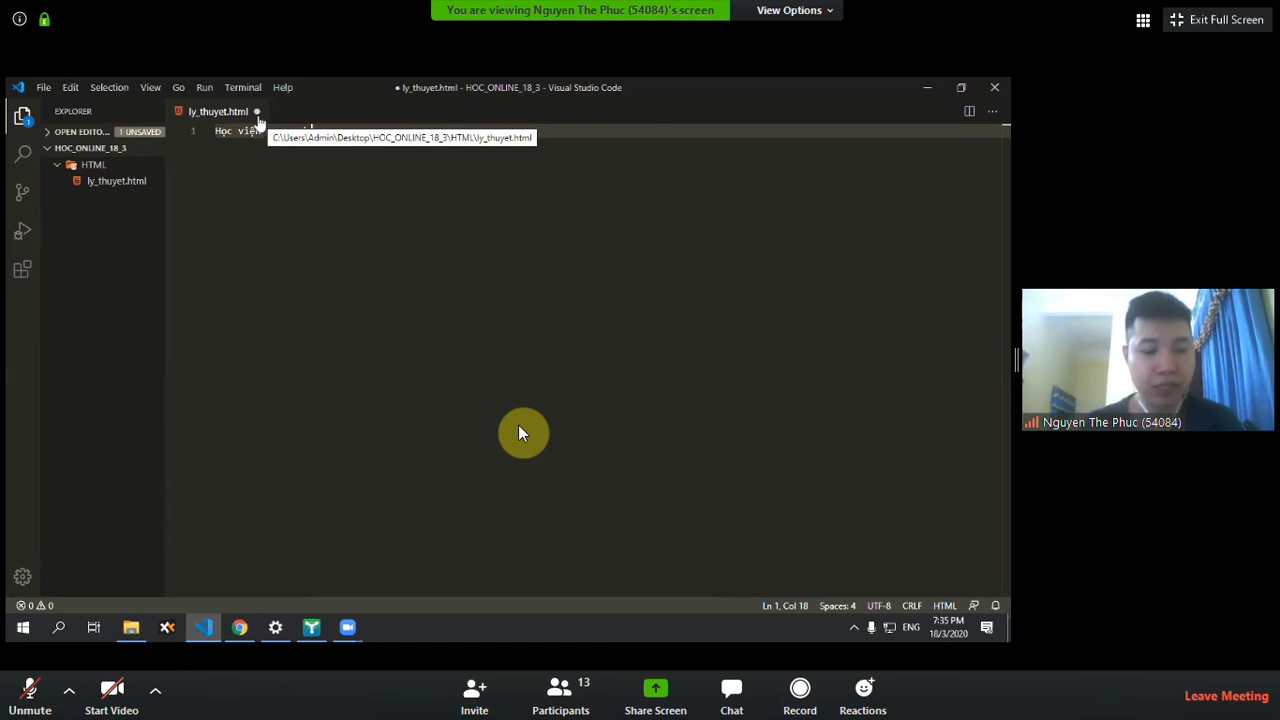 You are viewing Nguyen The Phuc (54084)'s screen
View Options
Exit Full Screen
File Edit Selection View Go Run Terminal Help
● ly_thuyet.html - HOC_ONLINE_18_3 - Visual Studio Code
EXPLORER
ly_thuyet.html
OPEN EDITO... 1 UNSAVED
1 Học viện
C:\Users\Admin\Desktop\HOC_ONLINE_18_3\HTML\ly_thuyet.html
HOC_ONLINE_18_3
HTML
ly_thuyet.html
Nguyen The Phuc (54084)
0 0
Ln 1, Col 18 Spaces: 4 UTF-8 CRLF HTML
ENG
7:35 PM
18/3/2020
Unmute
Start Video
Invite
Participants 13
Share Screen
Chat
Record
Reactions
Leave Meeting